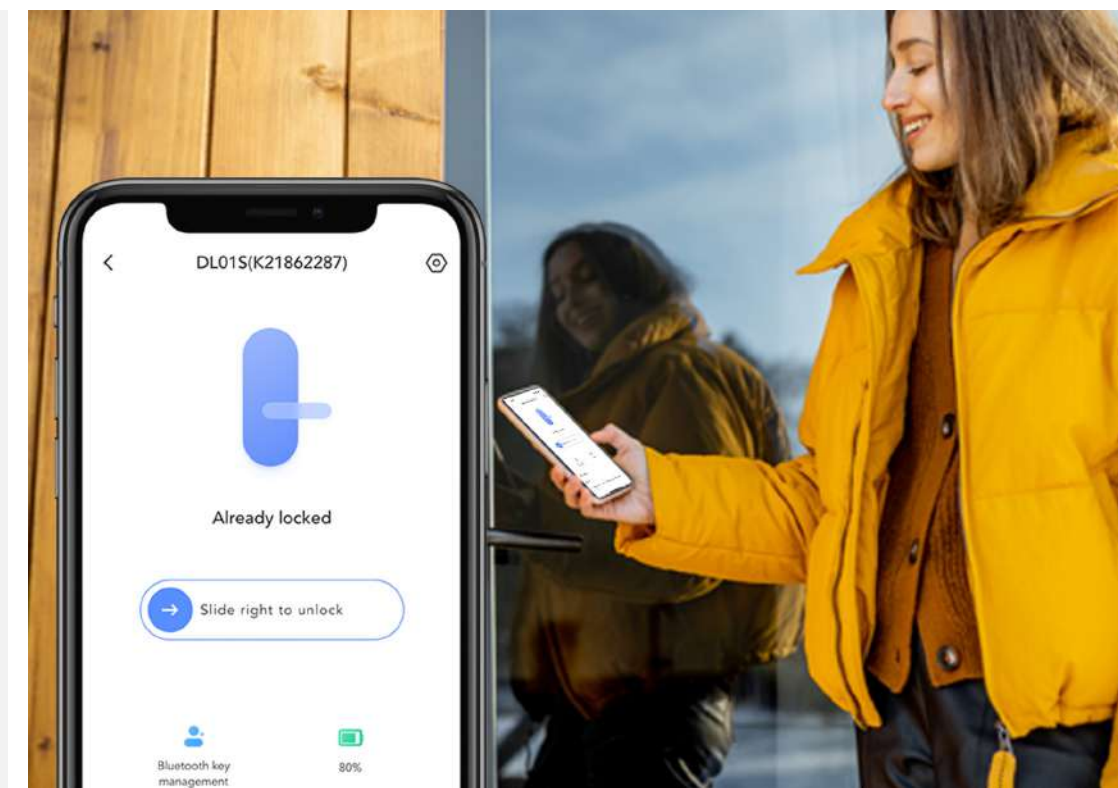 DL01S(K21862287)
Already locked
Slide right to unlock
Bluetooth key
management
80%